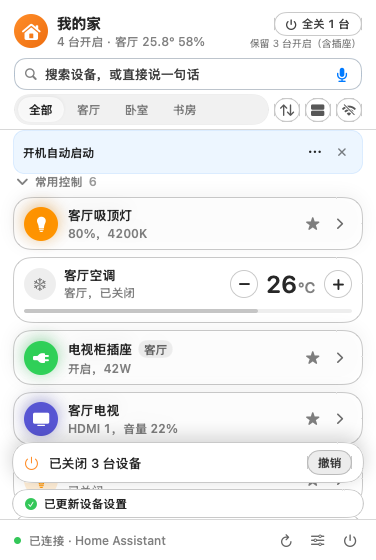 我的家
全关 1 台
4 台开启 · 客厅 25.8° 58%
保留 3 台开启（含插座）
搜索设备，或直接说一句话
全部 客厅 卧室 书房
开机自动启动
常用控制 6
客厅吸顶灯
80%，4200K
客厅空调
客厅，已关闭
26°C
电视柜插座 客厅
开启，42W
客厅电视
HDMI 1，音量 22%
已关闭 3 台设备 撤销
已更新设备设置
已连接 · Home Assistant